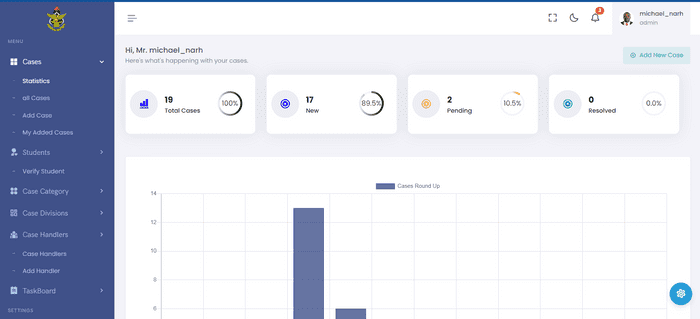 MENU
Cases
Statistics
all Cases
Add Case
My Added Cases
Students
Verify Student
Case Category
Case Divisions
Case Handlers
Case Handlers
Add Handler
TaskBoard
SETTINGS
4
michael_narh
admin
Hi, Mr. michael_narh
Here's what's happening with your cases.
Add New Case
19
Total Cases
100%
17
New
89.5%
2
Pending
10.5%
0
Resolved
0.0%
Cases Round Up
14
12
10
8
6